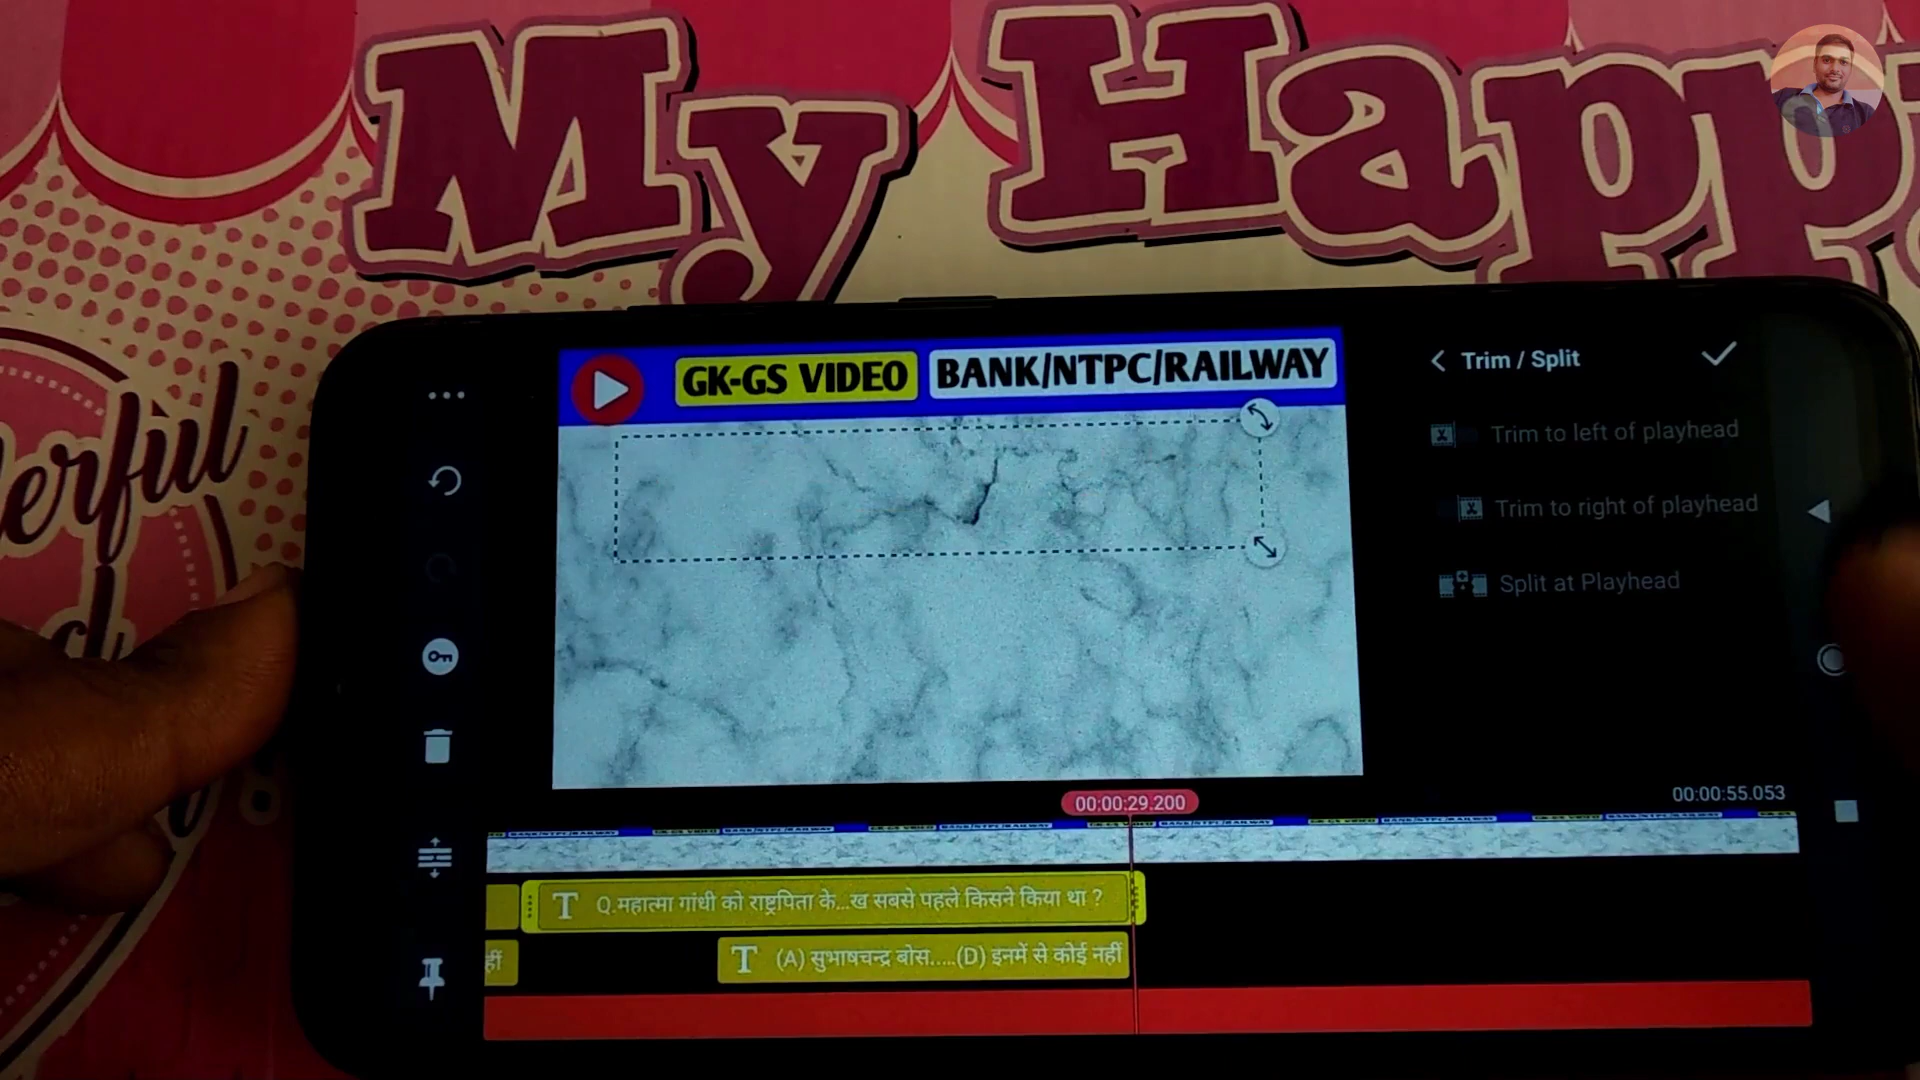 My Happy
erful
GK-GS VIDEO
BANK/NTPC/RAILWAY
Trim / Split
Trim to left of playhead
Trim to right of playhead
Split at Playhead
00:00:29.200
00:00:55.053
T Q.महात्मा गांधी को राष्ट्रपिता के...ख सबसे पहले किसने किया था ?
हीं
T (A) सुभाषचन्द्र बोस.....(D) इनमें से कोई नहीं